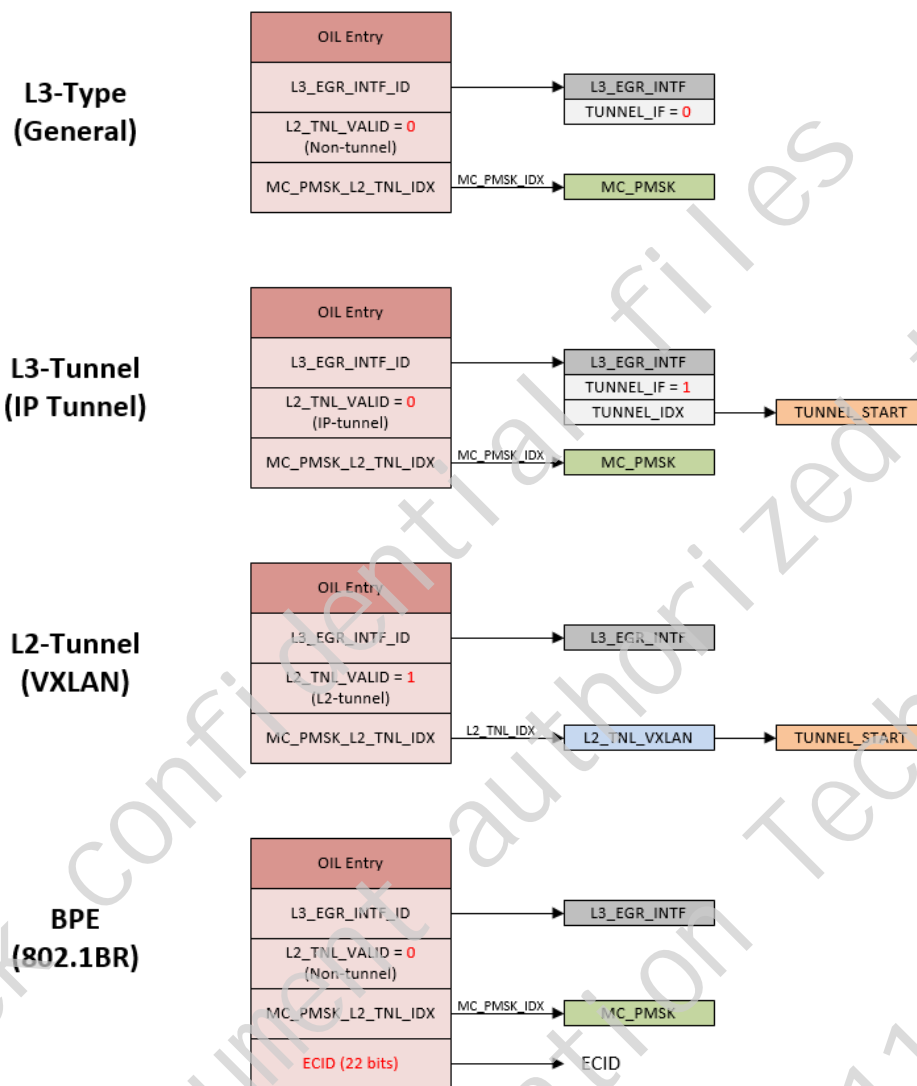 L3-Type
(General)
OIL Entry
L3_EGR_INTF_ID
L3_EGR_INTF
TUNNEL_IF = 0
L2_TNL_VALID = 0
(Non-tunnel)
MC_PMSK_L2_TNL_IDX
MC_PMSK_IDX
MC_PMSK
L3-Tunnel
(IP Tunnel)
OIL Entry
L3_EGR_INTF_ID
L3_EGR_INTF
TUNNEL_IF = 1
L2_TNL_VALID = 0
(IP-tunnel)
TUNNEL_IDX
TUNNEL_START
MC_PMSK_L2_TNL_IDX
MC_PMSK_IDX
MC_PMSK
L2-Tunnel
(VXLAN)
OIL Entry
L3_EGR_INTF_ID
L3_EGR_INTF
L2_TNL_VALID = 1
(L2-tunnel)
MC_PMSK_L2_TNL_IDX
L2_TNL_IDX
L2_TNL_VXLAN
TUNNEL_START
BPE
(802.1BR)
OIL Entry
L3_EGR_INTF_ID
L3_EGR_INTF
L2_TNL_VALID = 0
(Non-tunnel)
MC_PMSK_L2_TNL_IDX
MC_PMSK_IDX
MC_PMSK
ECID (22 bits)
ECID
confidential files
authorized